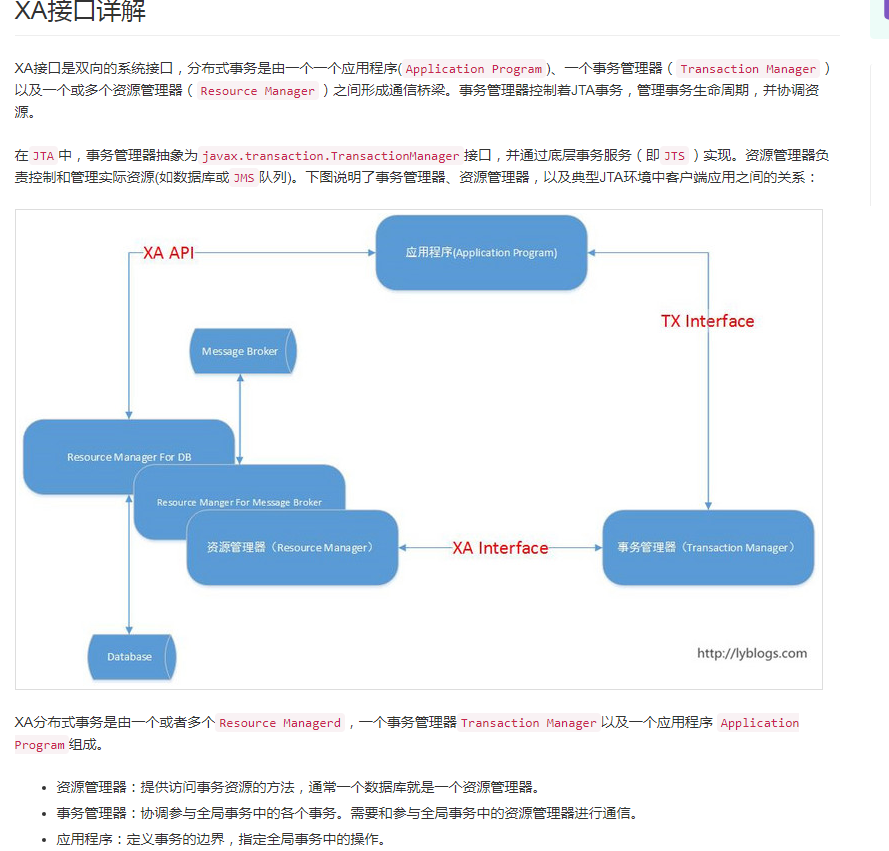 XA接口详解
XA接口是双向的系统接口，分布式事务是由一个一个应用程序( Application Program )、一个事务管理器（ Transaction Manager ）
以及一个或多个资源管理器（ Resource Manager ）之间形成通信桥梁。事务管理器控制着JTA事务，管理事务生命周期，并协调资
源。
在 JTA 中，事务管理器抽象为 javax.transaction.TransactionManager 接口，并通过底层事务服务（即 JTS ）实现。资源管理器负
责控制和管理实际资源(如数据库或 JMS 队列)。下图说明了事务管理器、资源管理器，以及典型JTA环境中客户端应用之间的关系：
XA API
应用程序(Application Program)
TX Interface
Message Broker
Resource Manager For DB
Resource Manger For Message Broker
资源管理器（Resource Manager）
XA Interface
事务管理器（Transaction Manager）
Database
http://lyblogs.com
XA分布式事务是由一个或者多个 Resource Managerd ，一个事务管理器 Transaction Manager 以及一个应用程序 Application
Program 组成。
• 资源管理器：提供访问事务资源的方法，通常一个数据库就是一个资源管理器。
• 事务管理器：协调参与全局事务中的各个事务。需要和参与全局事务中的资源管理器进行通信。
• 应用程序：定义事务的边界，指定全局事务中的操作。